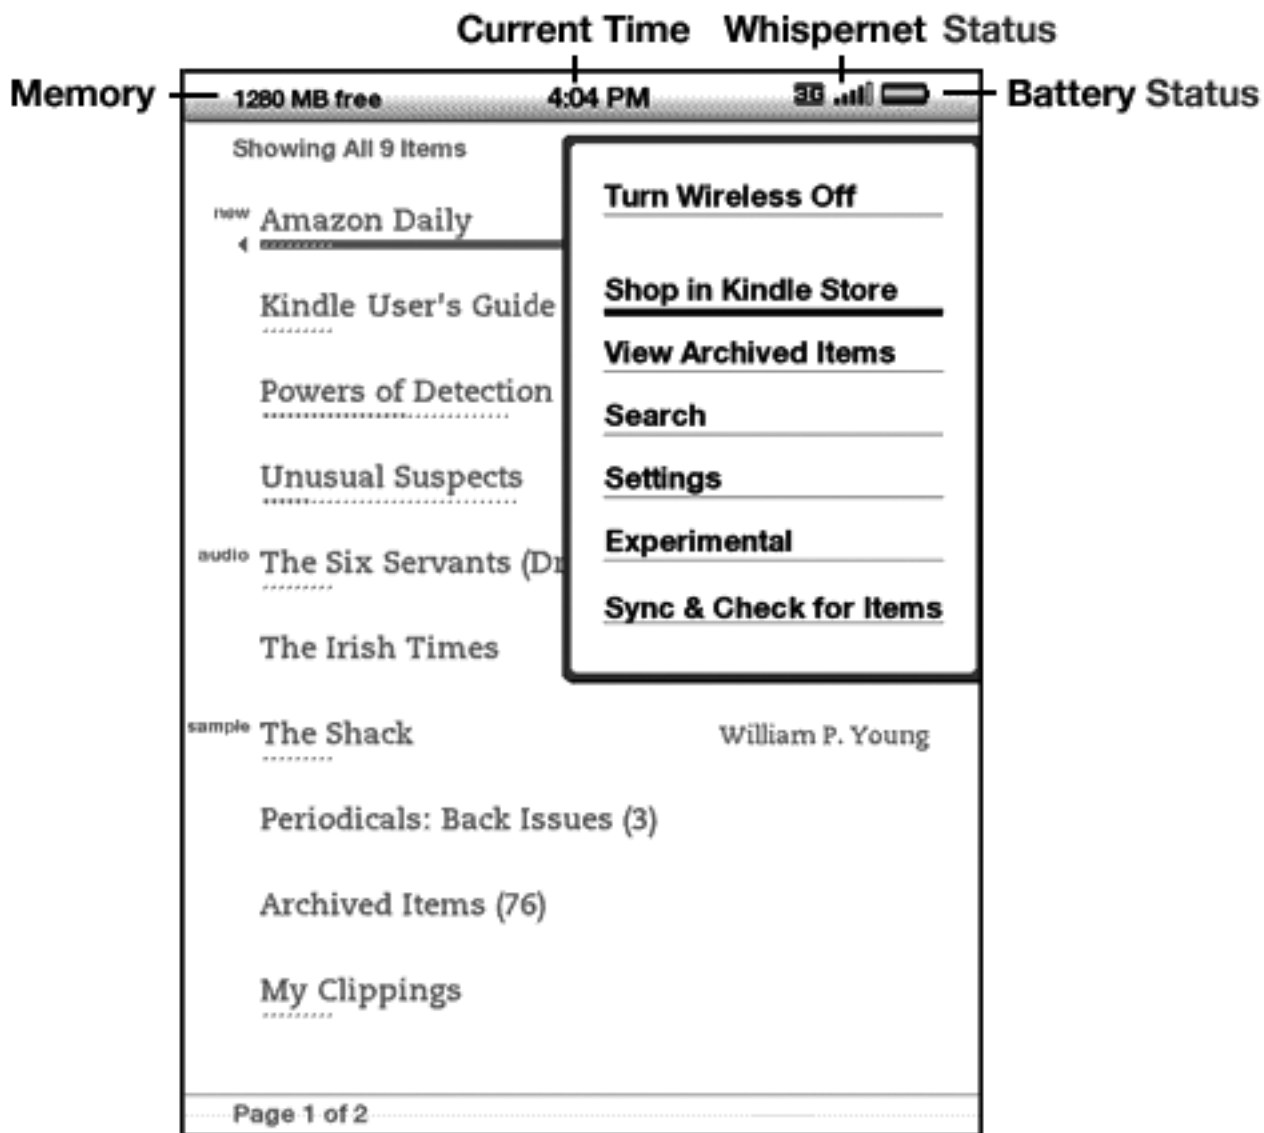 Current Time Whispernet Status
Memory 1280 MB free 4:04 PM 3G Battery Status
Showing All 9 Items
Turn Wireless Off
new Amazon Daily
Shop in Kindle Store
Kindle User's Guide
View Archived Items
Powers of Detection
Search
Unusual Suspects
Settings
Experimental
audio The Six Servants (Dr
Sync & Check for Items
The Irish Times
sample The Shack William P. Young
Periodicals: Back Issues (3)
Archived Items (76)
My Clippings
Page 1 of 2